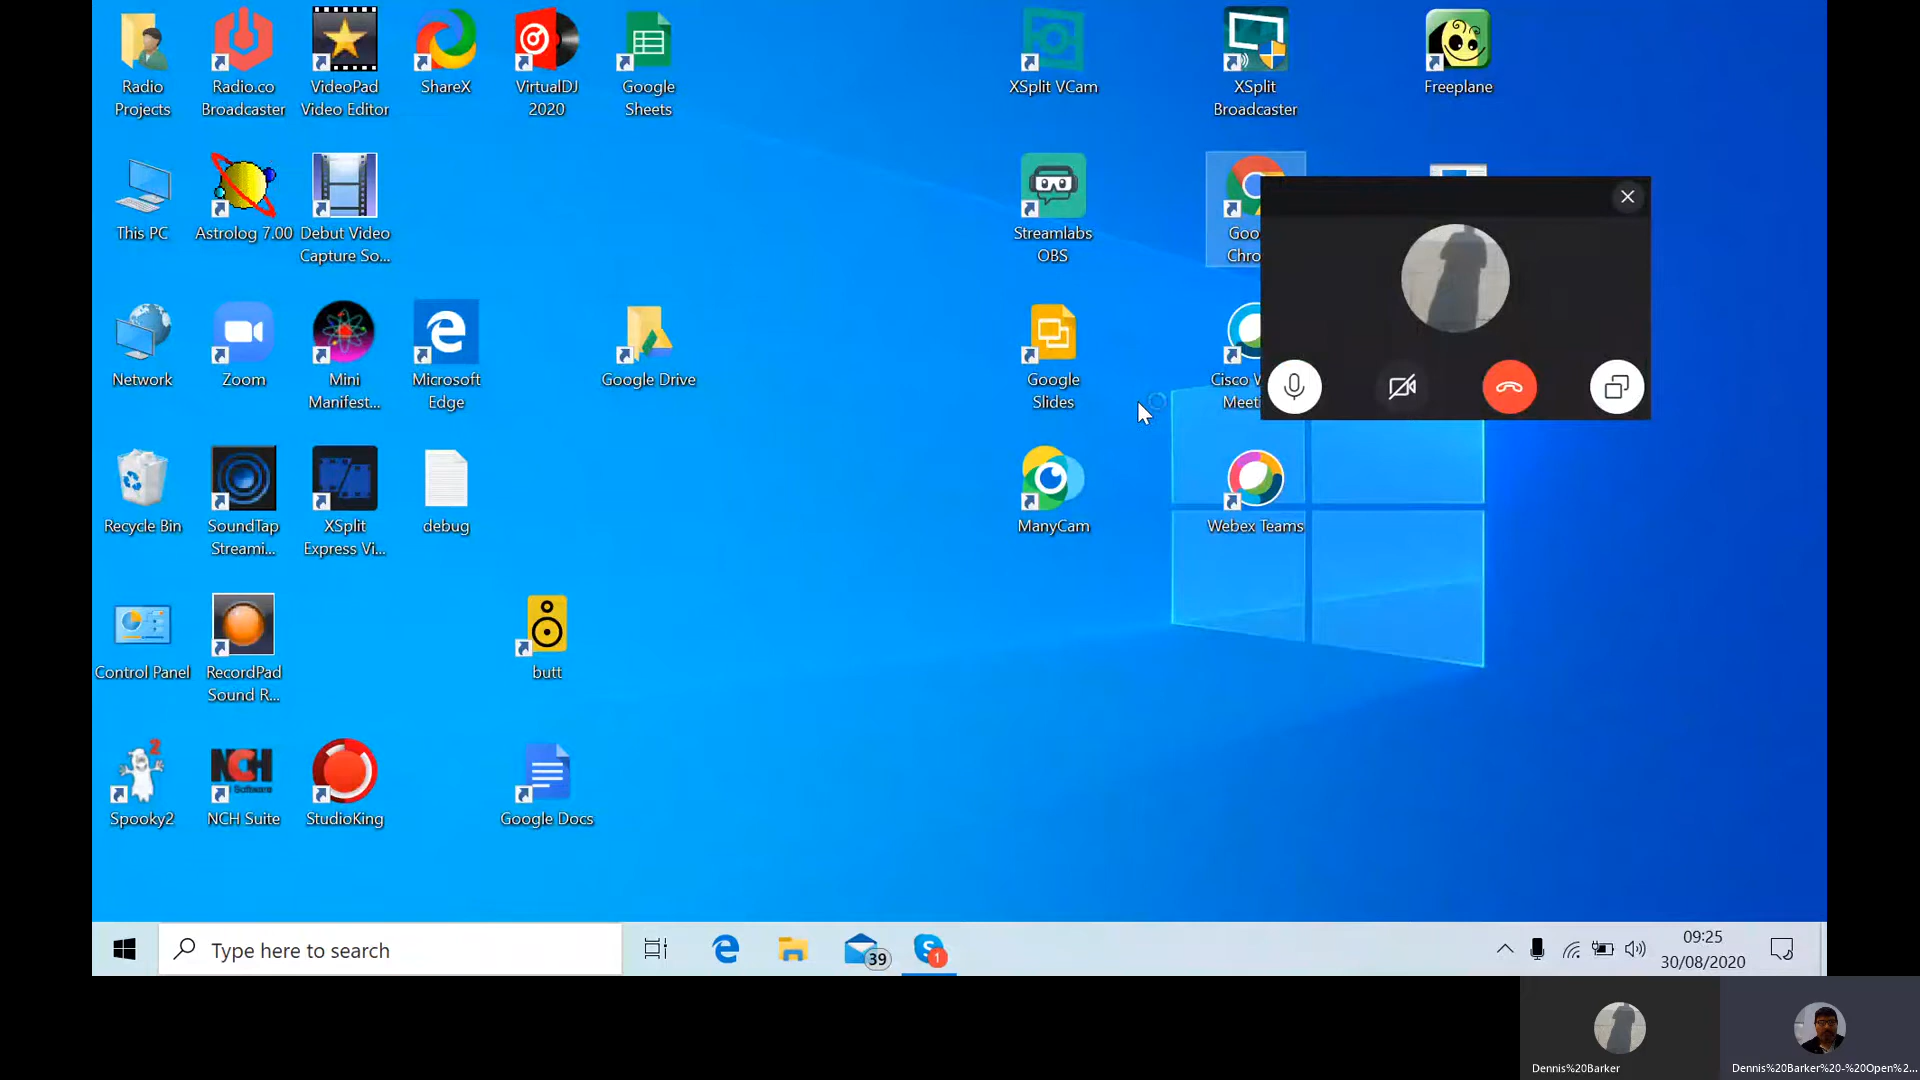 Radio
Projects
Radio.co
Broadcaster
VideoPad
Video Editor
ShareX
VirtualDJ
2020
Google
Sheets
XSplit VCam
XSplit
Broadcaster
Freeplane
This PC
Astrolog 7.00
Debut Video
Capture So...
Streamlabs
OBS
Goo
Chro
Network
Zoom
Mini
Manifest...
Microsoft
Edge
Google Drive
Google
Slides
Cisco W
Meeti
Recycle Bin
SoundTap
Streami...
XSplit
Express Vi...
debug
ManyCam
Webex Teams
Control Panel
RecordPad
Sound R...
butt
2
NCH
Software
Spooky2
NCH Suite
StudioKing
Google Docs
Type here to search
39
S
1
09:25
30/08/2020
Dennis%20Barker
Dennis%20Barker%20-%20Open%2...